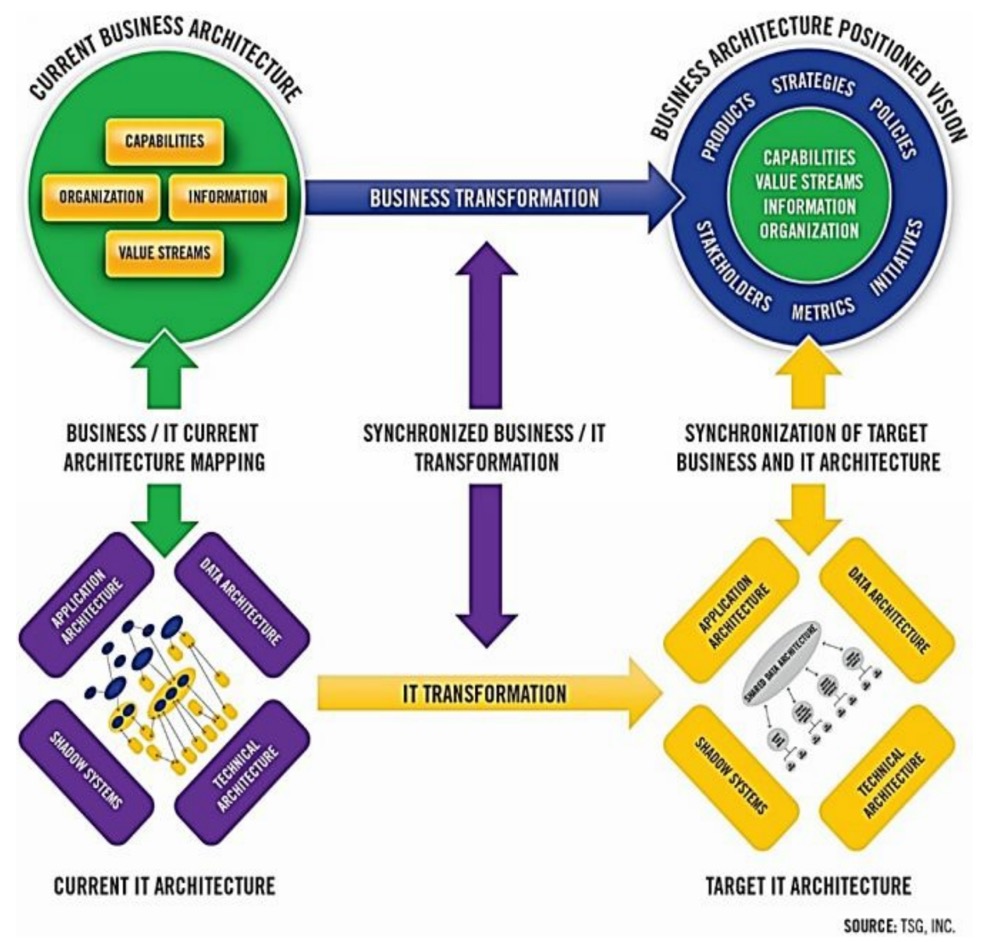 CURRENT BUSINESS ARCHITECTURE
CAPABILITIES
ORGANIZATION
INFORMATION
VALUE STREAMS
BUSINESS TRANSFORMATION
BUSINESS ARCHITECTURE POSITIONED VISION
PRODUCTS
STRATEGIES
POLICIES
CAPABILITIES
VALUE STREAMS
INFORMATION
ORGANIZATION
STAKEHOLDERS
METRICS
INITIATIVES
BUSINESS / IT CURRENT
ARCHITECTURE MAPPING
SYNCHRONIZED BUSINESS / IT
TRANSFORMATION
SYNCHRONIZATION OF TARGET
BUSINESS AND IT ARCHITECTURE
APPLICATION
ARCHITECTURE
DATA ARCHITECTURE
SHADOW SYSTEMS
TECHNICAL
ARCHITECTURE
IT TRANSFORMATION
APPLICATION
ARCHITECTURE
DATA ARCHITECTURE
SHARED DATA ARCHITECTURE
SHADOW SYSTEMS
TECHNICAL
ARCHITECTURE
CURRENT IT ARCHITECTURE
TARGET IT ARCHITECTURE
SOURCE: TSG, INC.